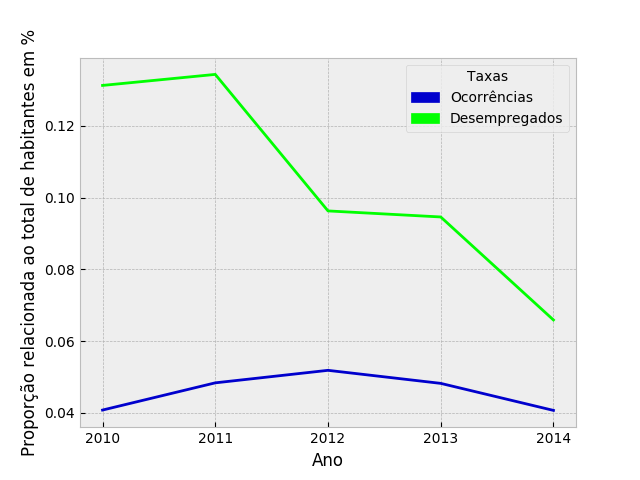 Proporção relacionada ao total de habitantes em %
Taxas
Ocorrências
Desempregados
0.12
0.10
0.08
0.06
0.04
2010 2011 2012 2013 2014
Ano